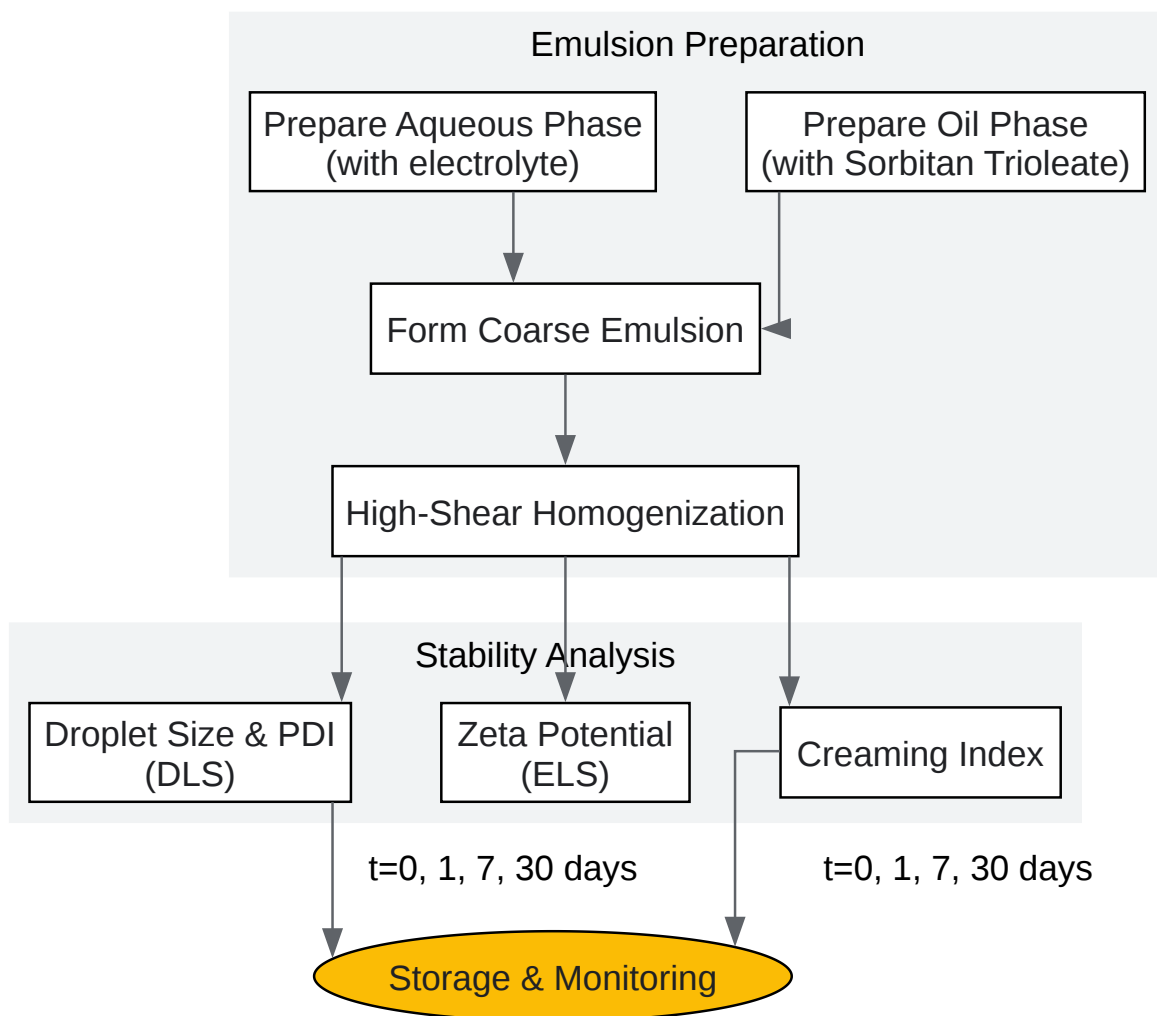 Emulsion Preparation
Prepare Aqueous Phase
(with electrolyte)
Prepare Oil Phase
(with Sorbitan Trioleate)
Form Coarse Emulsion
High-Shear Homogenization
Stability Analysis
Droplet Size & PDI
(DLS)
Zeta Potential
(ELS)
Creaming Index
t=0, 1, 7, 30 days
t=0, 1, 7, 30 days
Storage & Monitoring